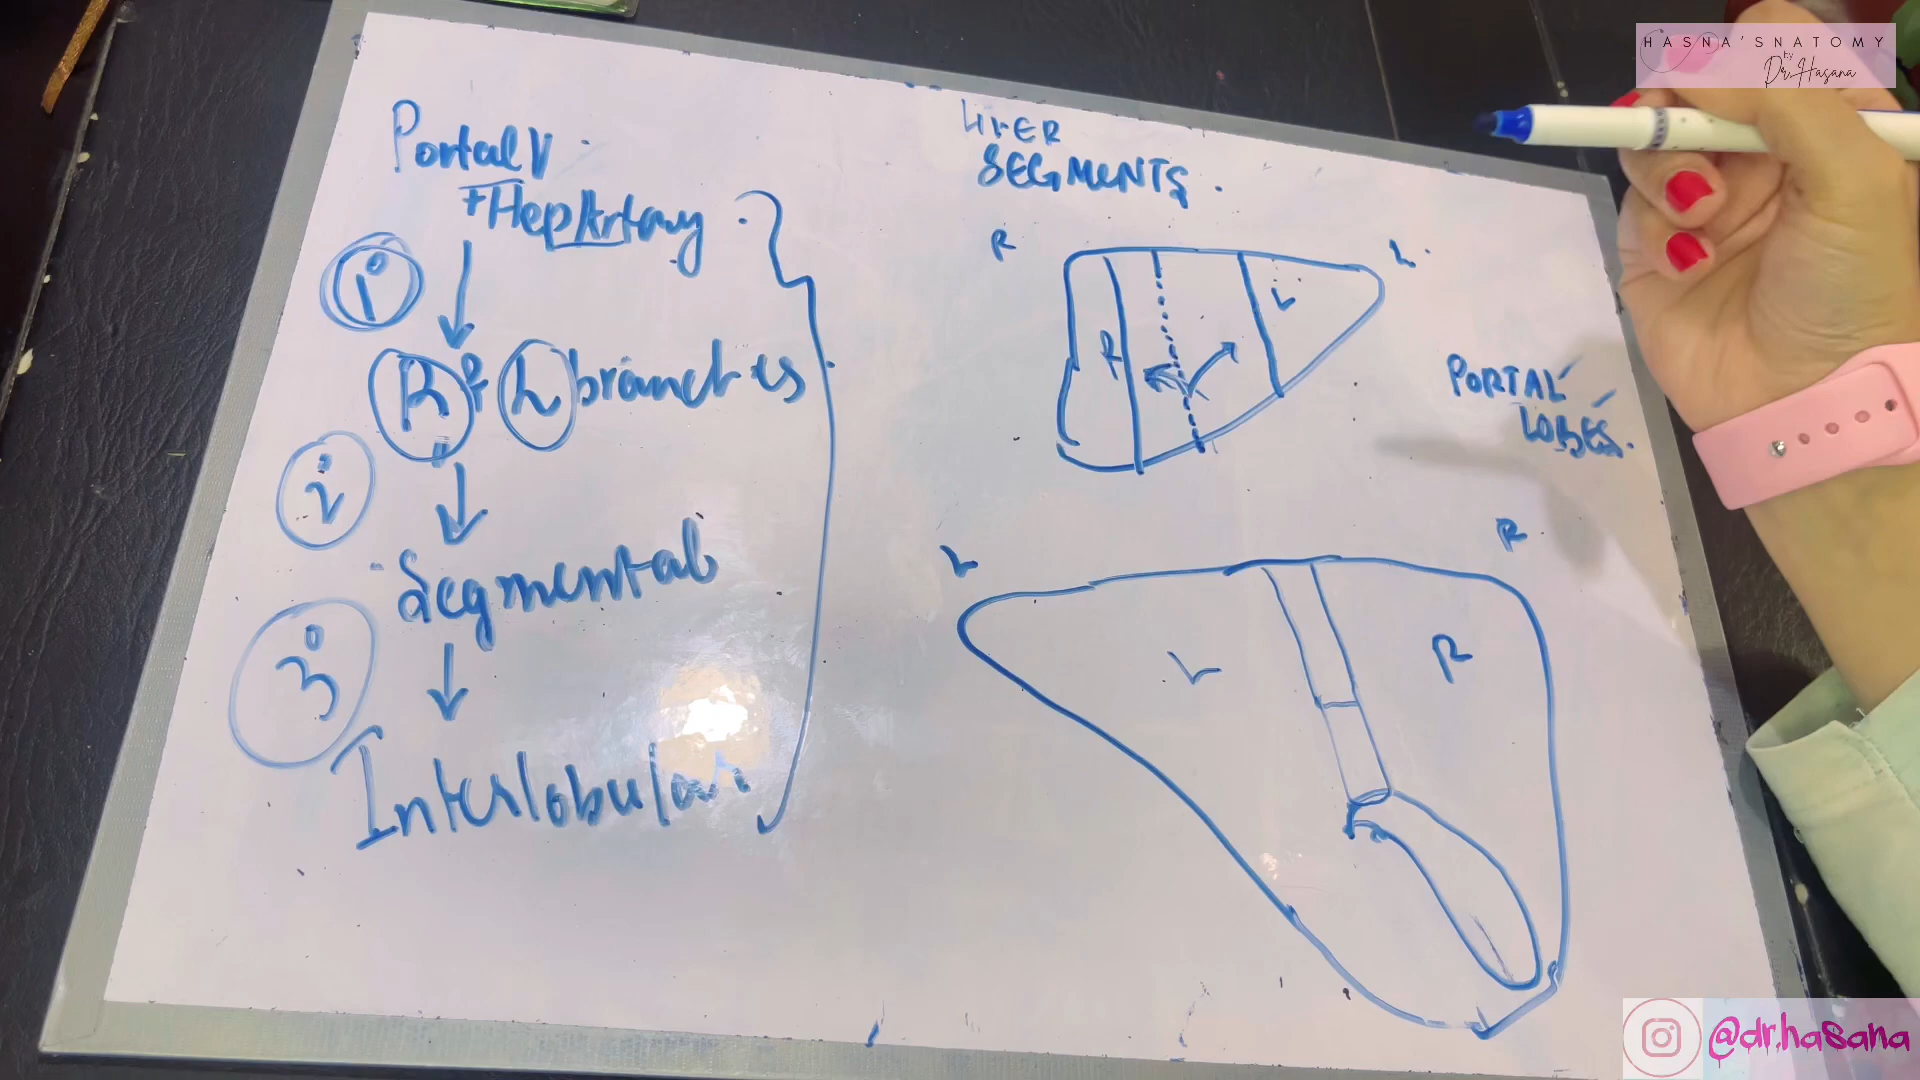 HASNA'SNATOMY
by
Dr.Hasana
Portal V.
+Hep Artery
1°
R & L branches
2°
Segmental
3°
Interlobular
LIVER
SEGMENTS.
R
L
R
L
PORTAL
LOBES.
L
R
L
R
@dr.hasana